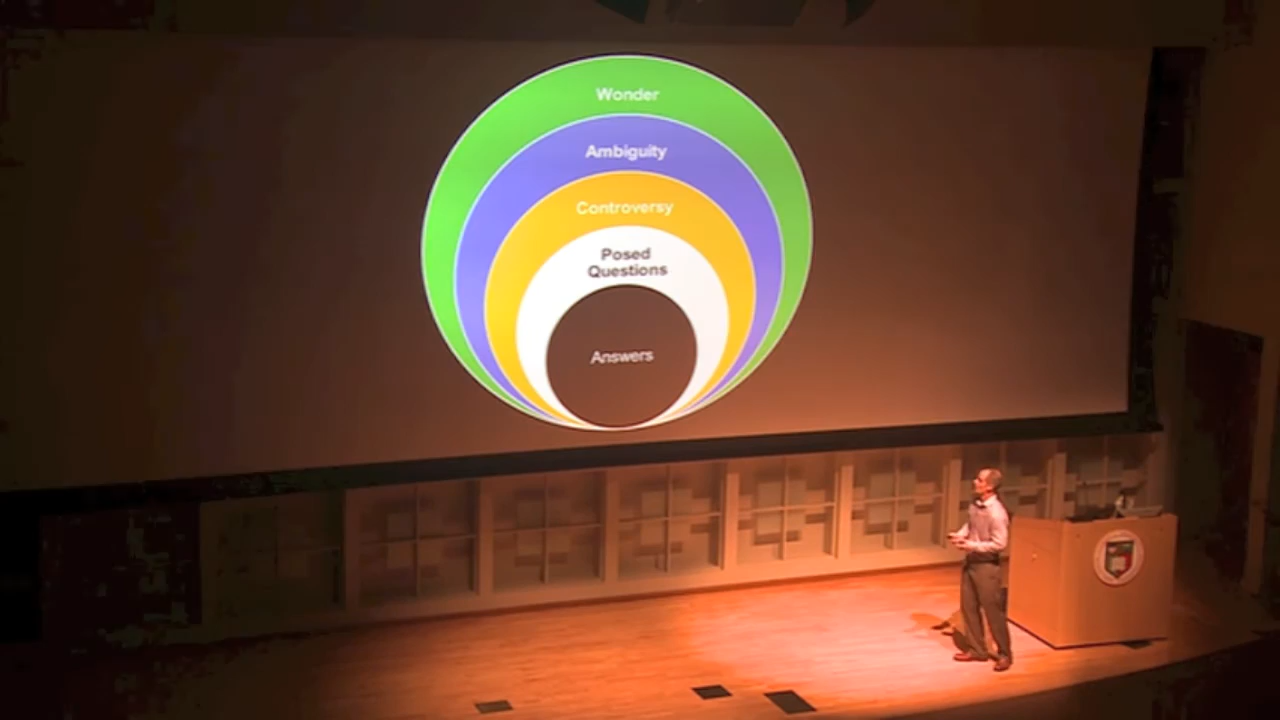 Wonder
Ambiguity
Controversy
Posed
Questions
Answers